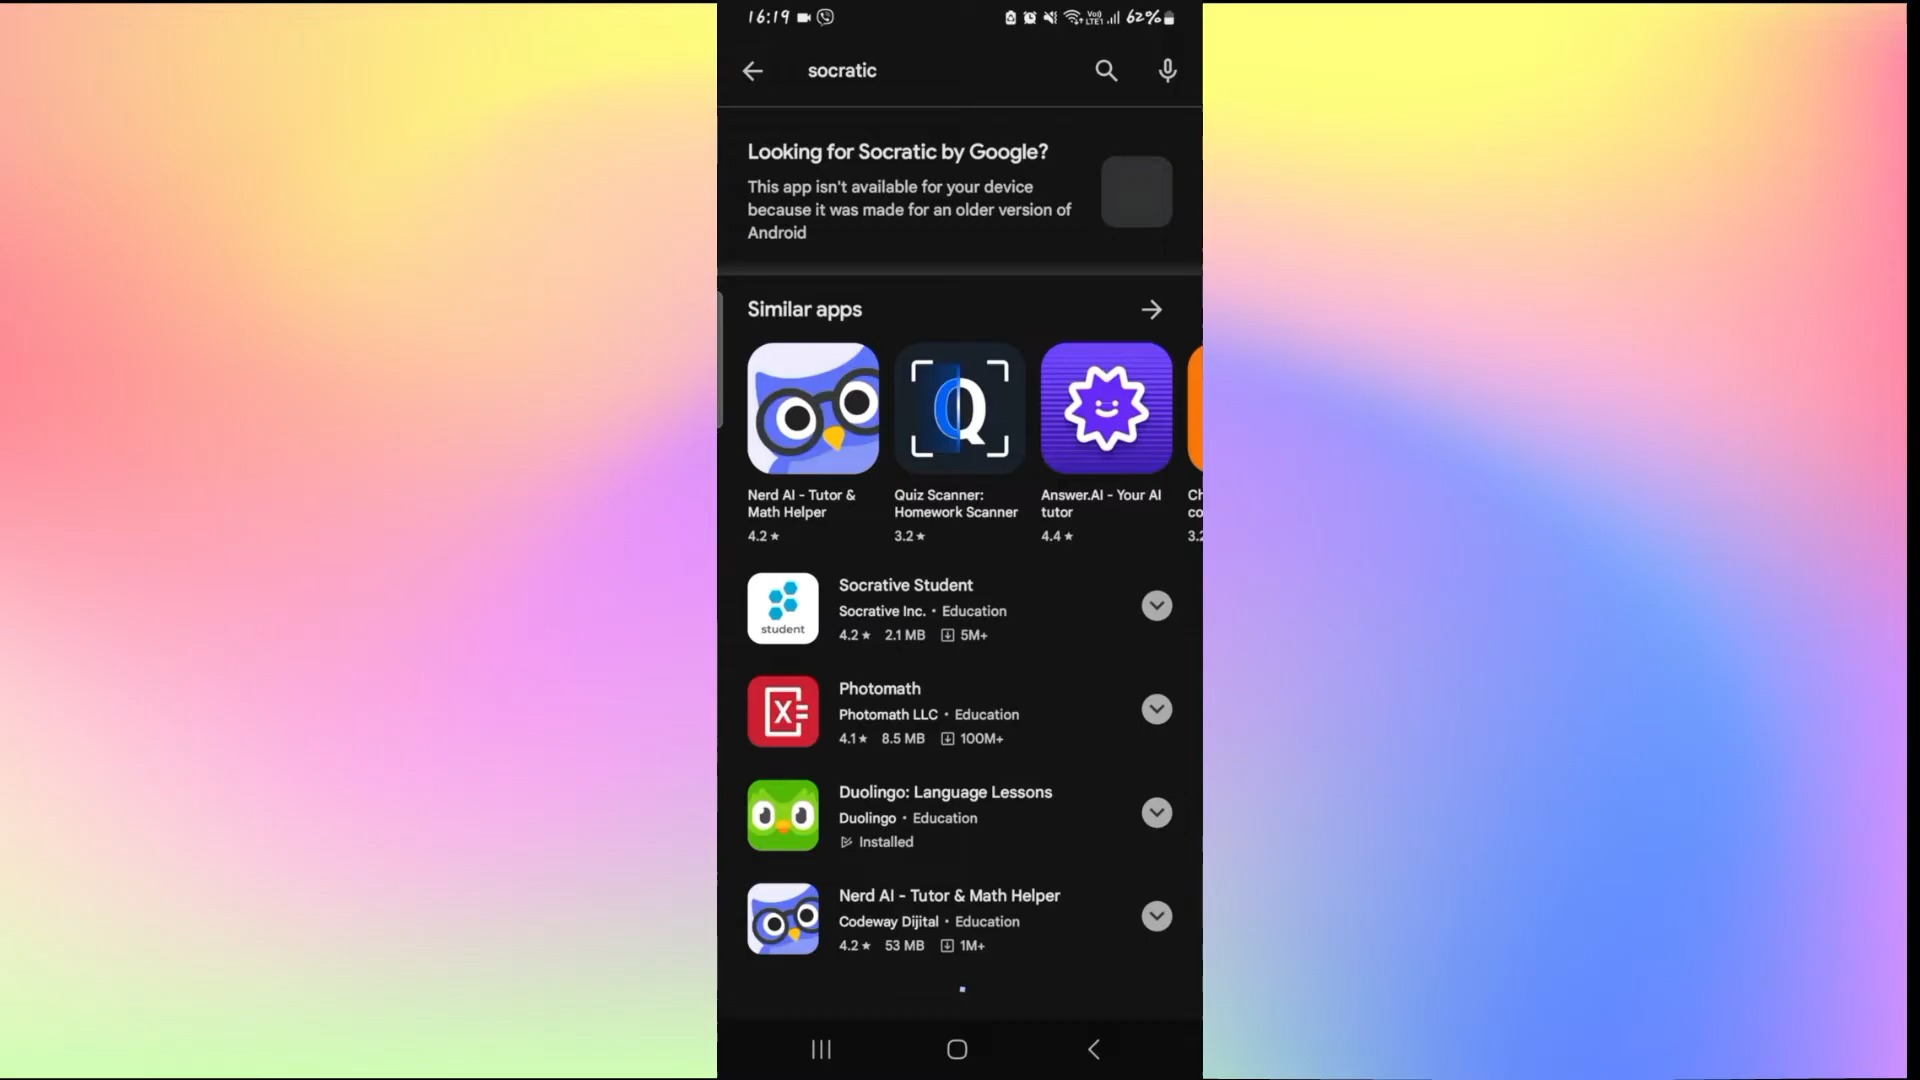 16:19 62%
socratic
Looking for Socratic by Google?
This app isn't available for your device
because it was made for an older version of
Android
Similar apps
Q
Nerd AI - Tutor &
Math Helper
4.2★
Quiz Scanner:
Homework Scanner
3.2★
Answer.AI - Your AI
tutor
4.4★
Ch
co
3.2
student
Socrative Student
Socrative Inc. • Education
4.2★ 2.1 MB 5M+
X=
Photomath
Photomath LLC • Education
4.1★ 8.5 MB 100M+
Duolingo: Language Lessons
Duolingo • Education
Installed
Nerd AI - Tutor & Math Helper
Codeway Dijital • Education
4.2★ 53 MB 1M+